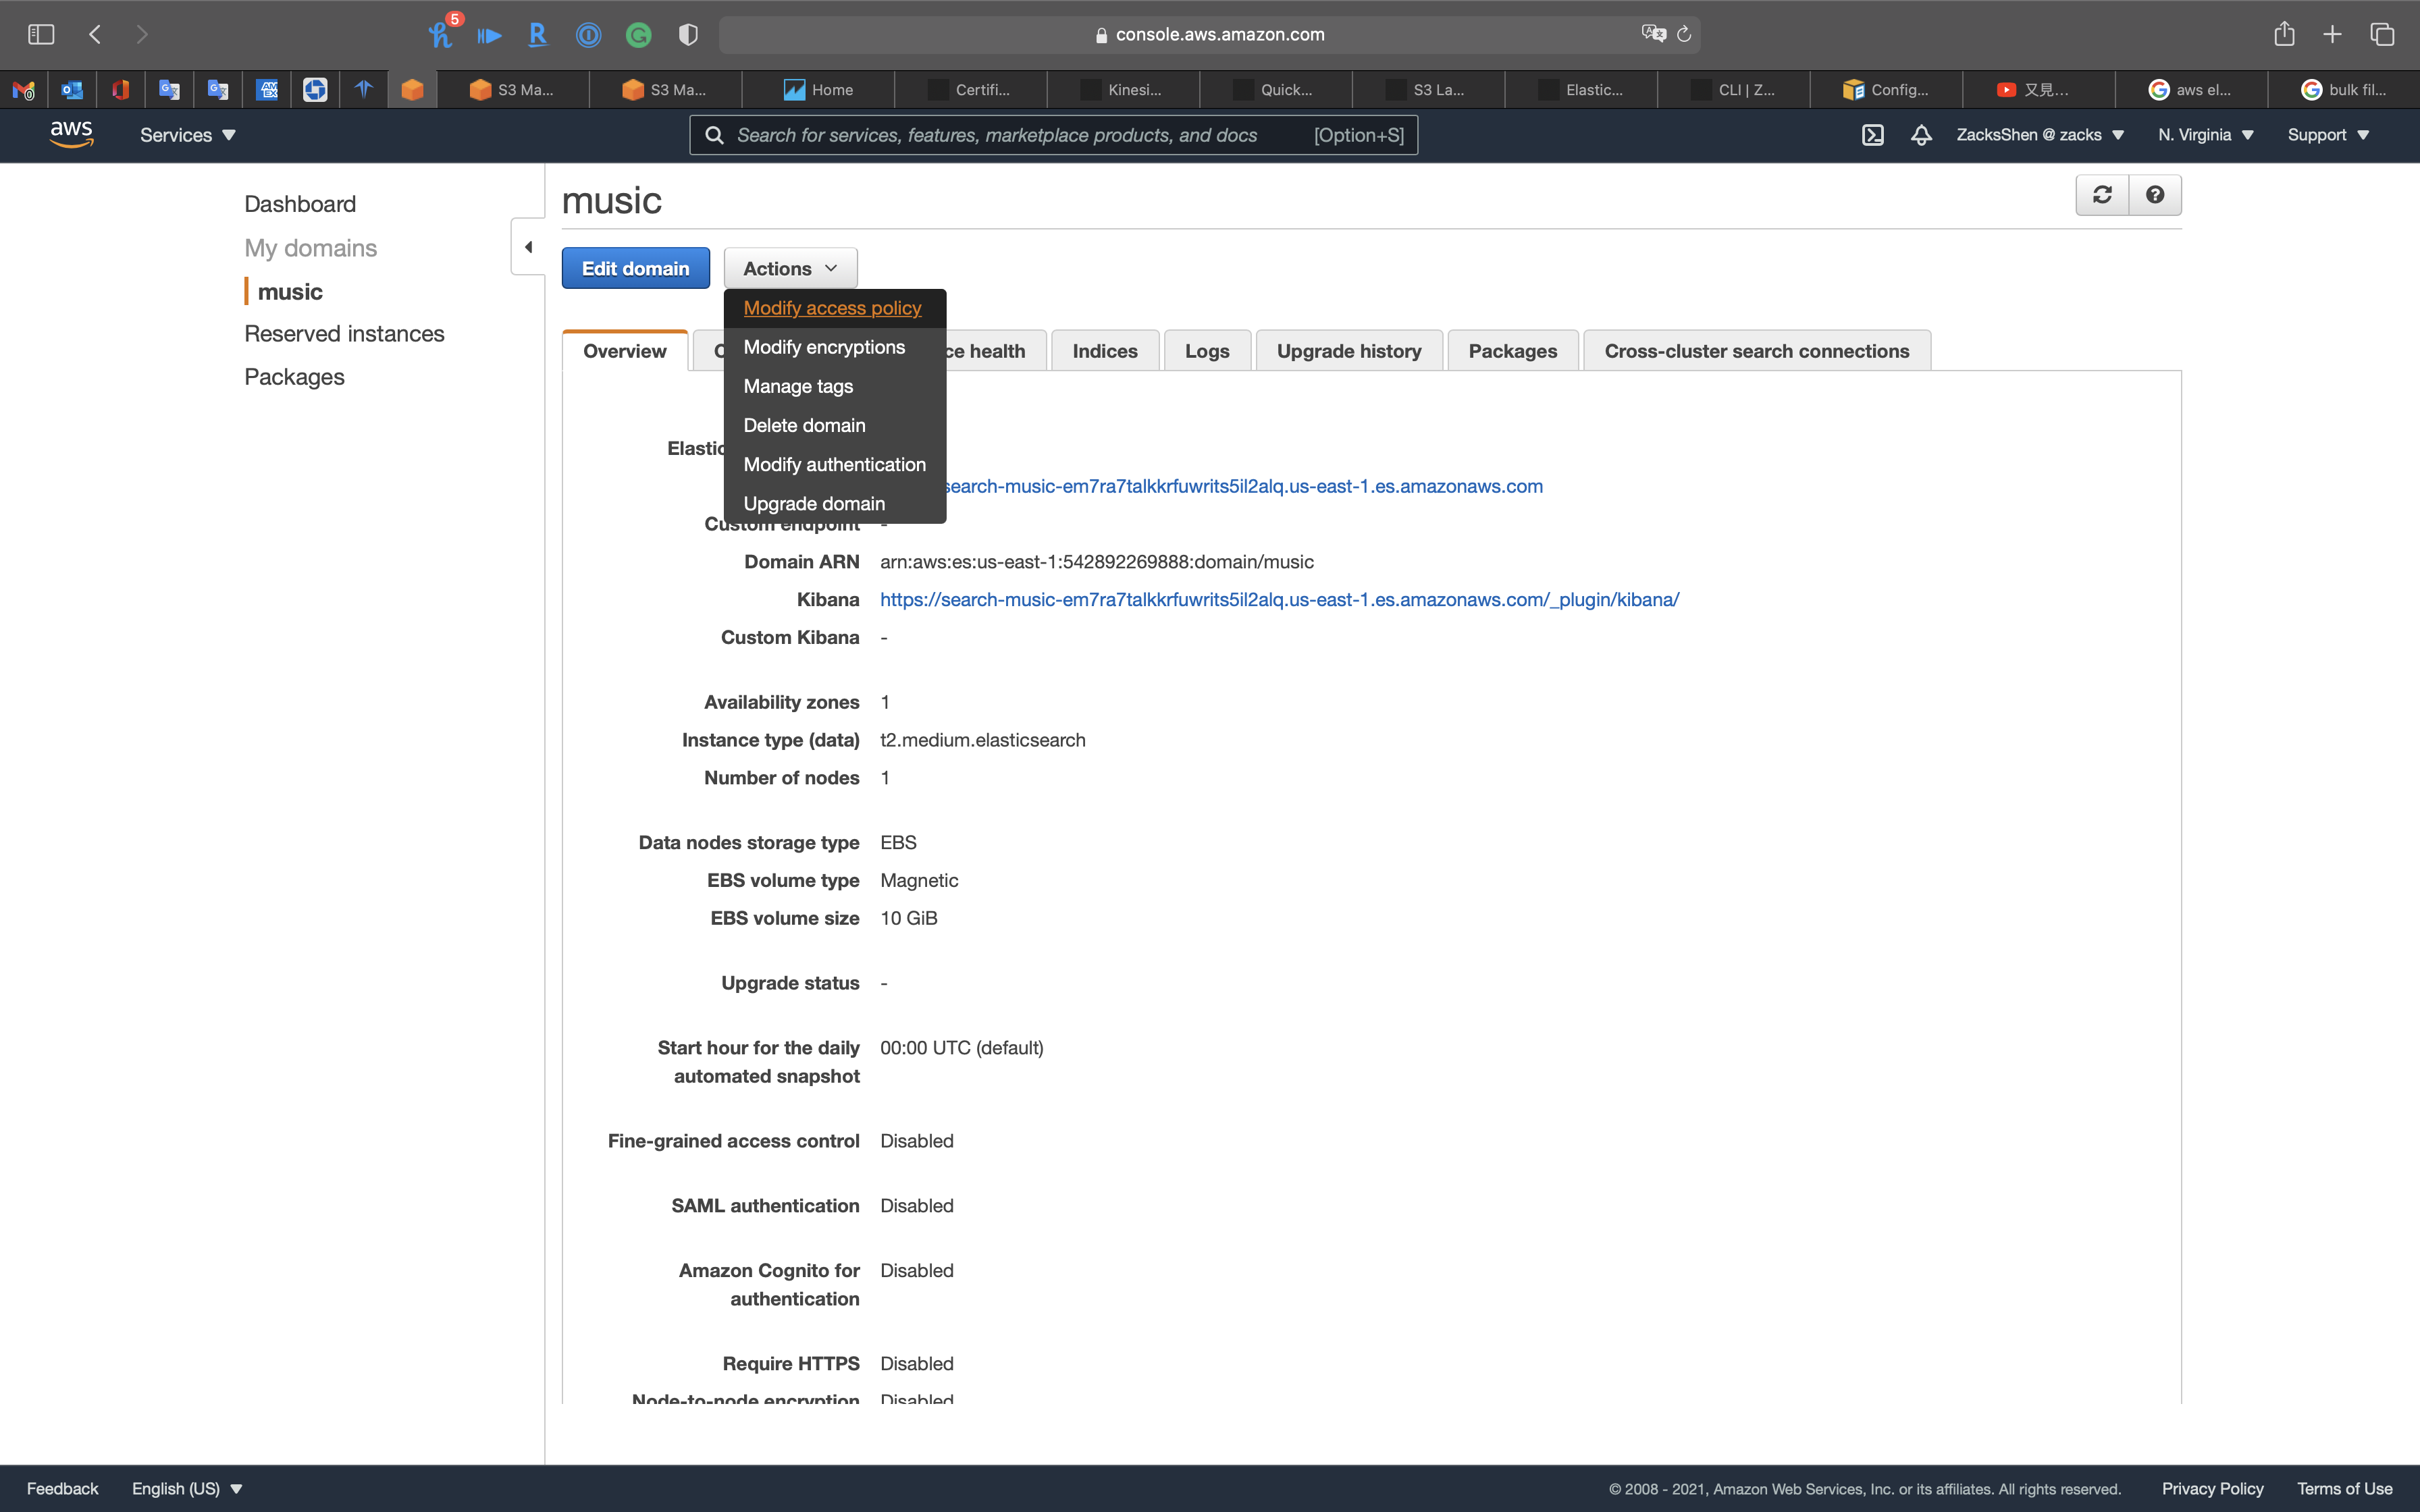 5
console.aws.amazon.com
S3 Ma...
S3 Ma...
Home
Certifi...
Kinesi...
Quick...
S3 La...
Elastic...
CLI | Z...
Config...
又見...
aws el...
bulk fil...
aws
Services
Search for services, features, marketplace products, and docs
[Option+S]
ZacksShen @ zacks
N. Virginia
Support
Dashboard
My domains
music
Reserved instances
Packages
music
Edit domain
Actions
Modify access policy
Modify encryptions
Manage tags
Delete domain
Modify authentication
Upgrade domain
Overview
C
ce health
Indices
Logs
Upgrade history
Packages
Cross-cluster search connections
Elastic
search-music-em7ra7talkkrfuwrits5il2alq.us-east-1.es.amazonaws.com
Custom endpoint -
Domain ARN arn:aws:es:us-east-1:542892269888:domain/music
Kibana https://search-music-em7ra7talkkrfuwrits5il2alq.us-east-1.es.amazonaws.com/_plugin/kibana/
Custom Kibana -
Availability zones 1
Instance type (data) t2.medium.elasticsearch
Number of nodes 1
Data nodes storage type EBS
EBS volume type Magnetic
EBS volume size 10 GiB
Upgrade status -
Start hour for the daily 00:00 UTC (default)
automated snapshot
Fine-grained access control Disabled
SAML authentication Disabled
Amazon Cognito for Disabled
authentication
Require HTTPS Disabled
Node-to-node encryption Disabled
Feedback
English (US)
© 2008 - 2021, Amazon Web Services, Inc. or its affiliates. All rights reserved.
Privacy Policy
Terms of Use